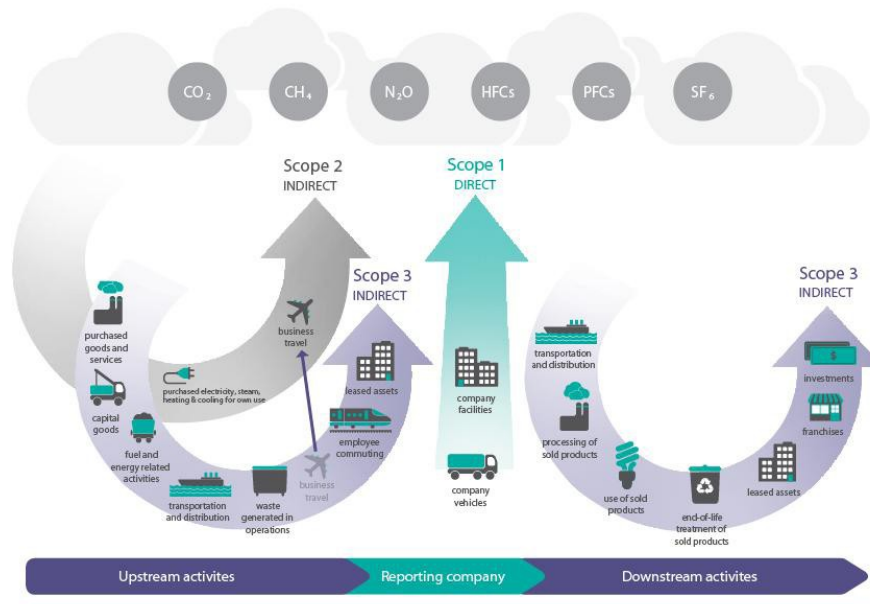 CO₂
CH₄
N₂O
HFCs
PFCs
SF₆
Scope 2
INDIRECT
Scope 1
DIRECT
Scope 3
INDIRECT
Scope 3
INDIRECT
purchased
goods and
services
capital
goods
fuel and
energy related
activities
purchased electricity, steam,
heating & cooling for own use
transportation
and distribution
waste
generated in
operations
business
travel
business
travel
employee
commuting
leased assets
company
facilities
company
vehicles
transportation
and distribution
processing of
sold products
use of sold
products
end-of-life
treatment of
sold products
leased assets
franchises
investments
Upstream activites
Reporting company
Downstream activites